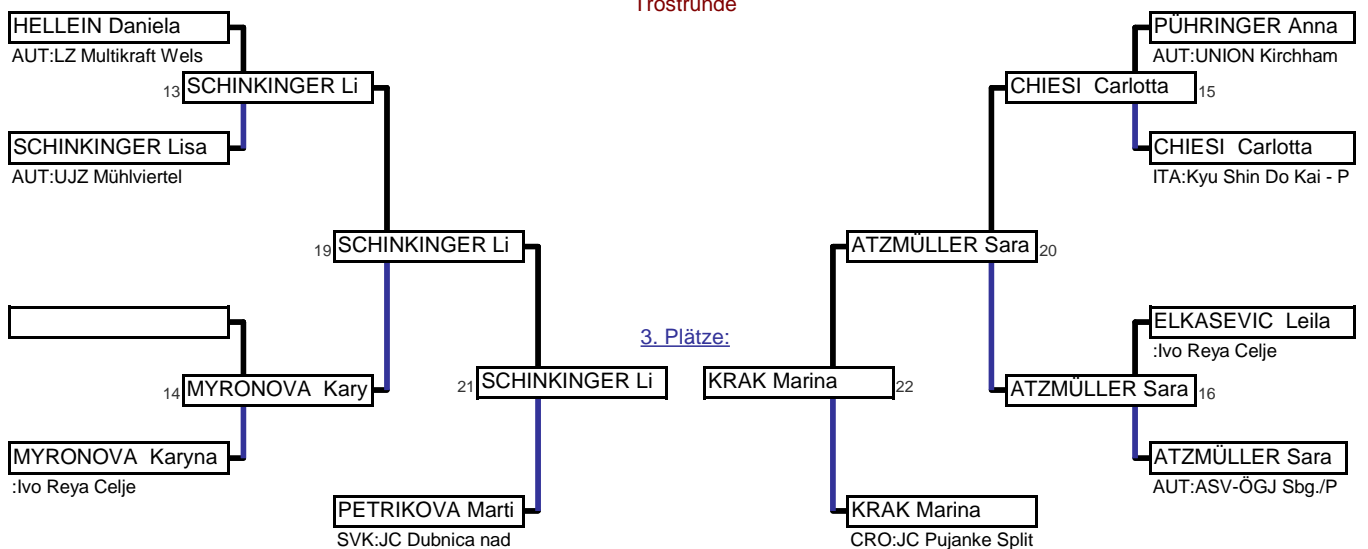 Trostrunde
HELLEIN Daniela
AUT:LZ Multikraft Wels
13 SCHINKINGER Li
SCHINKINGER Lisa
AUT:UJZ Mühlviertel
19 SCHINKINGER Li
14 MYRONOVA Kary
MYRONOVA Karyna
:Ivo Reya Celje
21 SCHINKINGER Li
PETRIKOVA Marti
SVK:JC Dubnica nad
3. Plätze:
PÜHRINGER Anna
AUT:UNION Kirchham
CHIESI Carlotta 15
CHIESI Carlotta
ITA:Kyu Shin Do Kai - P
ATZMÜLLER Sara 20
ELKASEVIC Leila
:Ivo Reya Celje
ATZMÜLLER Sara 16
ATZMÜLLER Sara
AUT:ASV-ÖGJ Sbg./P
KRAK Marina 22
KRAK Marina
CRO:JC Pujanke Split